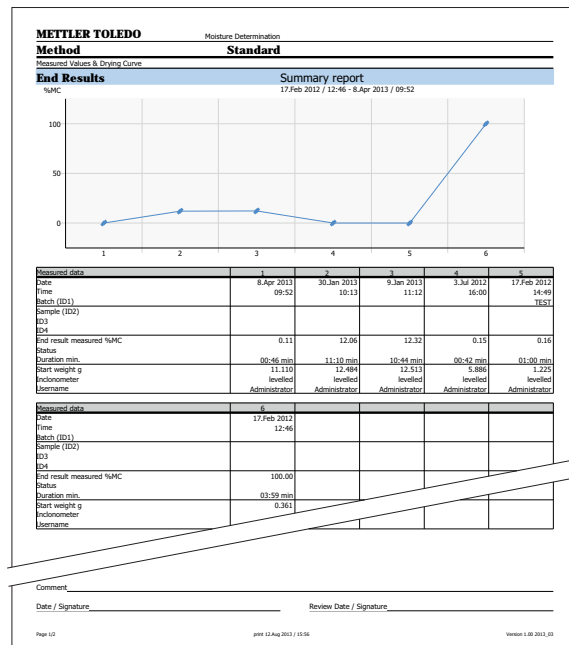 METTLER TOLEDO Moisture Determination
Method Standard
Measured Values & Drying Curve
End Results Summary report
%MC 17.Feb 2012 / 12:46 - 8.Apr 2013 / 09:52
100
50
0
1 2 3 4 5 6
Measured data 1 2 3 4 5
Date 8.Apr 2013 30.Jan 2013 9.Jan 2013 3.Jul 2012 17.Feb 2012
Time 09:52 10:13 11:12 16:00 14:49
Batch (ID1) TEST
Sample (ID2)
ID3
ID4
End result measured %MC 0.11 12.06 12.32 0.15 0.16
Status
Duration min. 00:46 min 11:10 min 10:44 min 00:42 min 01:00 min
Start weight g 11.110 12.484 12.513 5.886 1.225
Inclonometer levelled levelled levelled levelled levelled
Username Administrator Administrator Administrator Administrator Administrator
Measured data 6
Date 17.Feb 2012
Time 12:46
Batch (ID1)
Sample (ID2)
ID3
ID4
End result measured %MC 100.00
Status
Duration min. 03:59 min
Start weight g 0.361
Inclonometer
Username
Comment
Date / Signature Review Date / Signature
Page 1/2 print 12.Aug 2013 / 15:56 Version 1.00 2013_03